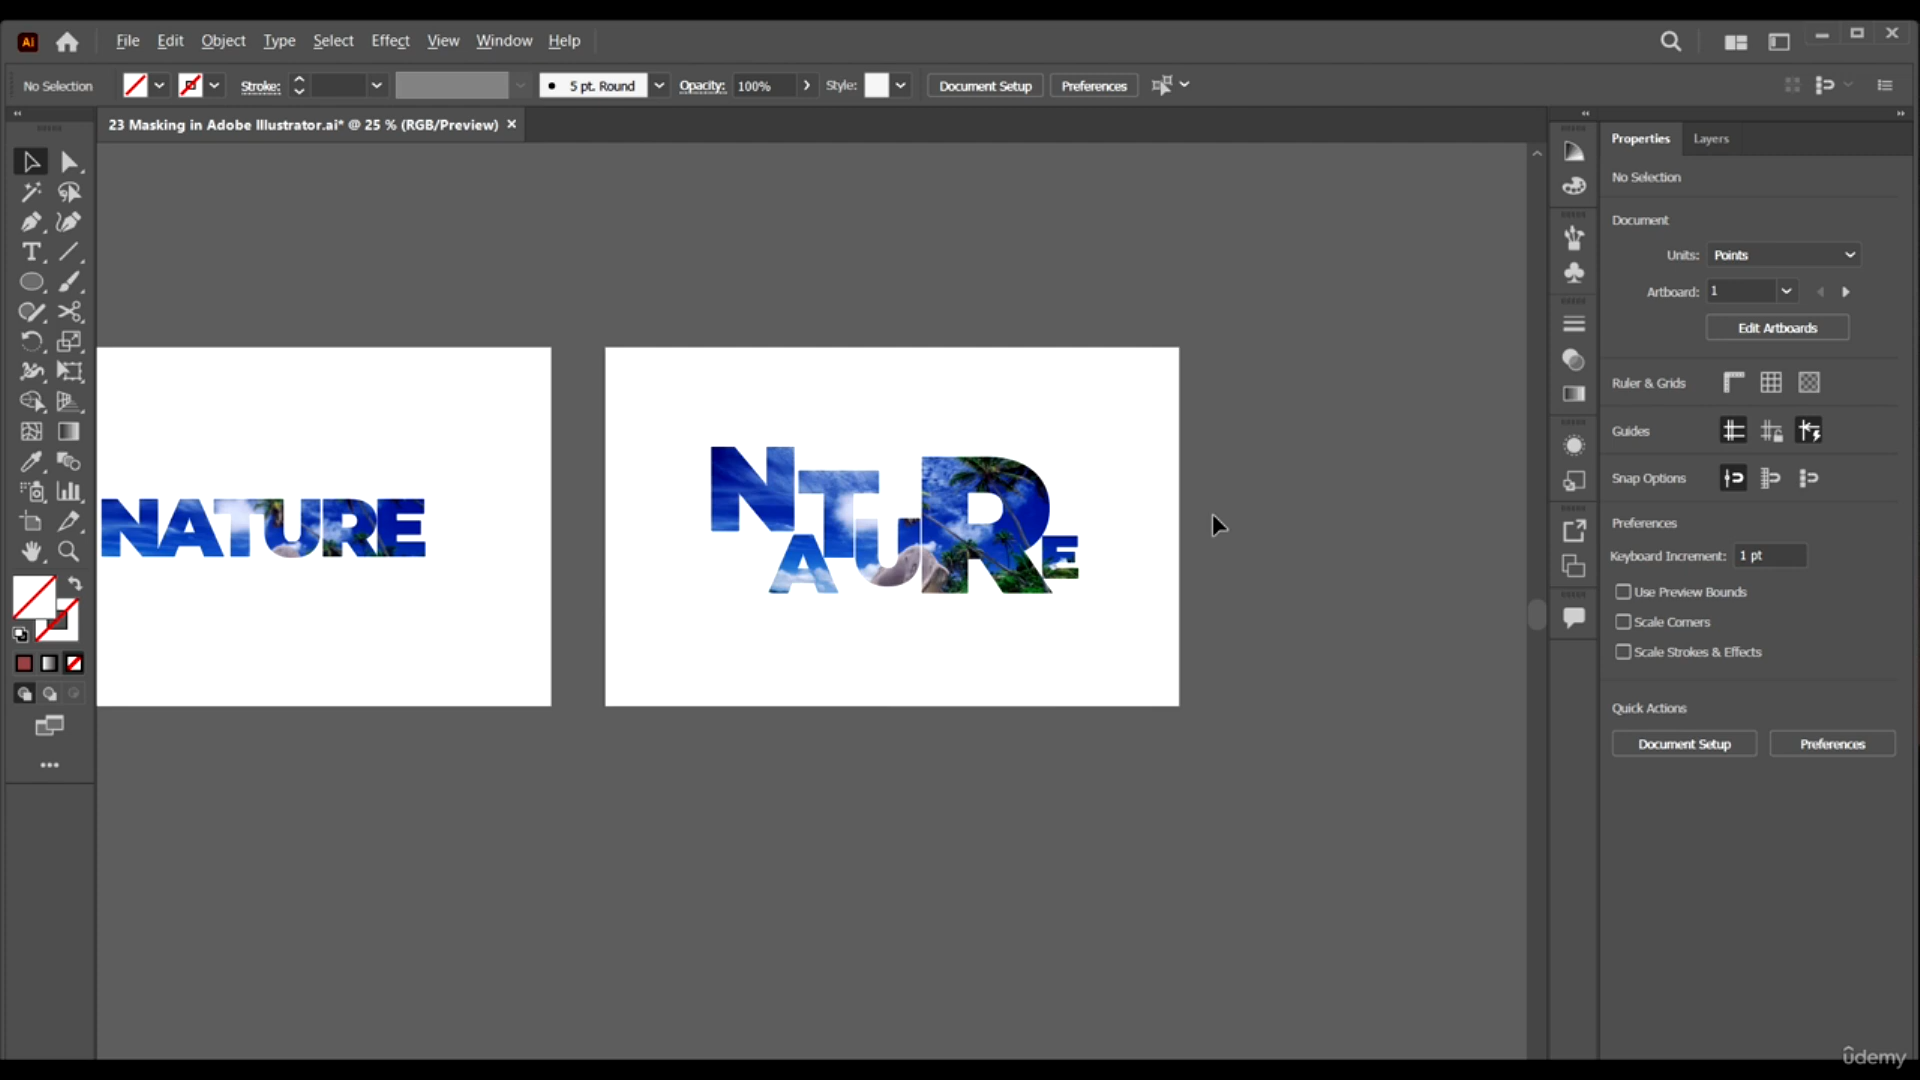 Ai File Edit Object Type Select Effect View Window Help
No Selection Stroke: 5 pt. Round Opacity: 100% Style: Document Setup Preferences
23 Masking in Adobe Illustrator.ai* @ 25 % (RGB/Preview) ×
Properties Layers
No Selection
Document
Units: Points
Artboard: 1
Edit Artboards
Ruler & Grids
Guides
Snap Options
Preferences
Keyboard Increment: 1 pt
Use Preview Bounds
Scale Corners
Scale Strokes & Effects
Quick Actions
Document Setup Preferences
NATURE
NATURE
udemy